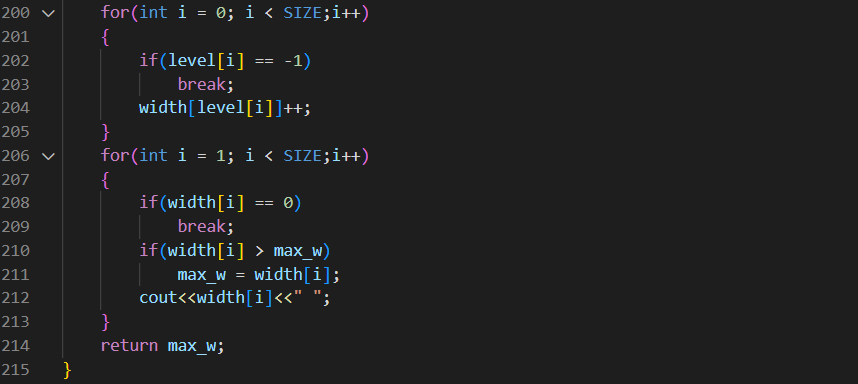 200 for(int i = 0; i < SIZE;i++)
201 {
202 if(level[i] == -1)
203 break;
204 width[level[i]]++;
205 }
206 for(int i = 1; i < SIZE;i++)
207 {
208 if(width[i] == 0)
209 break;
210 if(width[i] > max_w)
211 max_w = width[i];
212 cout<<width[i]<<" ";
213 }
214 return max_w;
215 }